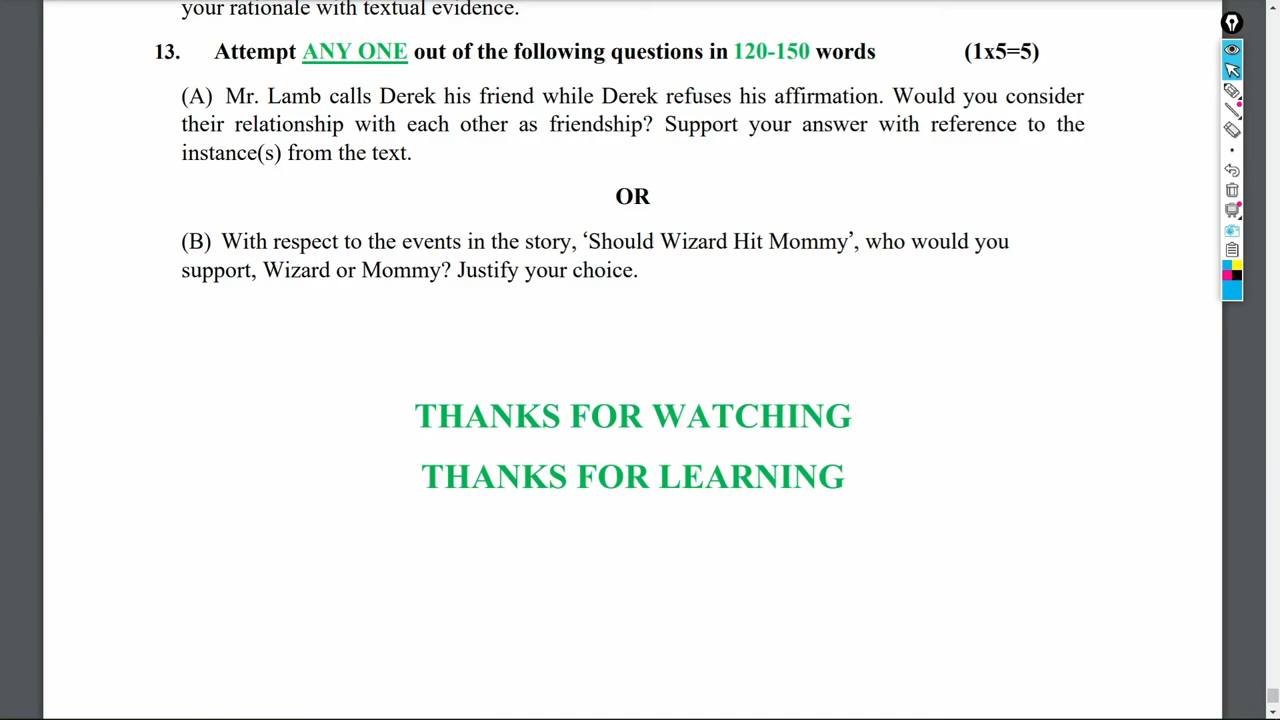 your rationale with textual evidence.
13. Attempt ANY ONE out of the following questions in 120-150 words (1x5=5)
(A) Mr. Lamb calls Derek his friend while Derek refuses his affirmation. Would you consider
their relationship with each other as friendship? Support your answer with reference to the
instance(s) from the text.
OR
(B) With respect to the events in the story, ‘Should Wizard Hit Mommy’, who would you
support, Wizard or Mommy? Justify your choice.
THANKS FOR WATCHING
THANKS FOR LEARNING